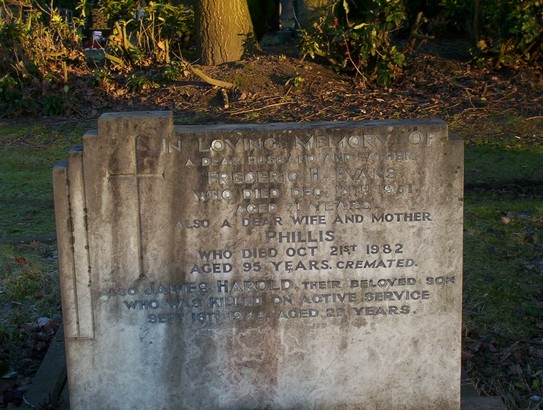 IN LOVING MEMORY OF
A DEAR HUSBAND AND FATHER
FREDERIC H. EVANS
WHO DIED DEC.
AGED YEARS.
ALSO A DEAR WIFE AND MOTHER
PHILLIS
WHO DIED OCT 21ST 1982
AGED 95 YEARS. CREMATED.
ALSO JAMES HAROLD, THEIR BELOVED SON
WHO WAS KILLED ON ACTIVE SERVICE
SEPT AGED YEARS.